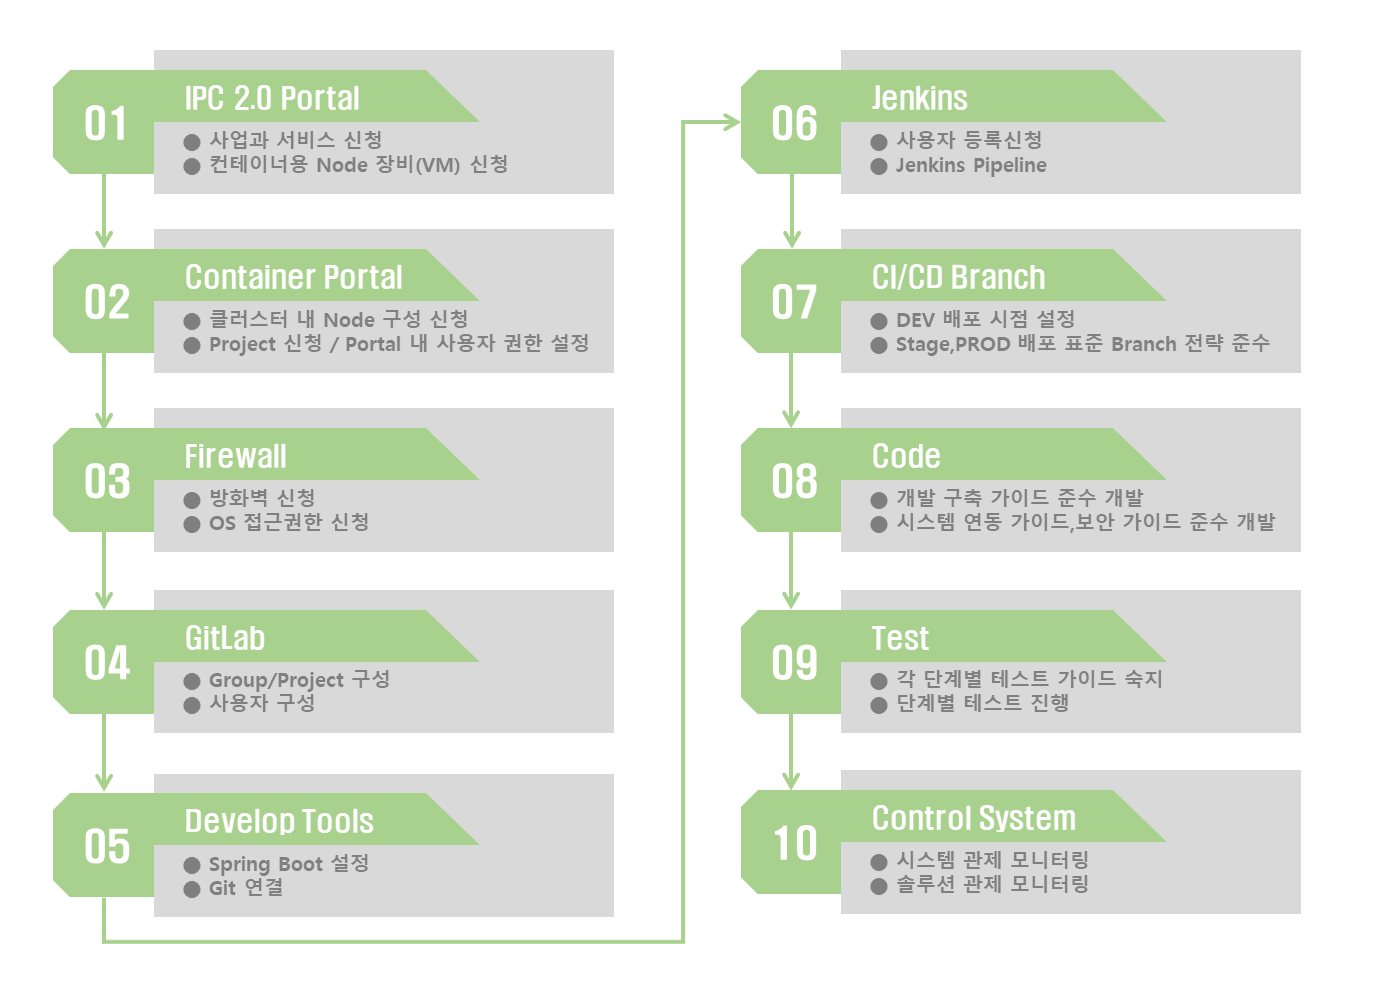 01
IPC 2.0 Portal
● 사업과 서비스 신청
● 컨테이너용 Node 장비(VM) 신청
02
Container Portal
● 클러스터 내 Node 구성 신청
● Project 신청 / Portal 내 사용자 권한 설정
03
Firewall
● 방화벽 신청
● OS 접근권한 신청
04
GitLab
● Group/Project 구성
● 사용자 구성
05
Develop Tools
● Spring Boot 설정
● Git 연결
06
Jenkins
● 사용자 등록신청
● Jenkins Pipeline
07
CI/CD Branch
● DEV 배포 시점 설정
● Stage,PROD 배포 표준 Branch 전략 준수
08
Code
● 개발 구축 가이드 준수 개발
● 시스템 연동 가이드,보안 가이드 준수 개발
09
Test
● 각 단계별 테스트 가이드 숙지
● 단계별 테스트 진행
10
Control System
● 시스템 관제 모니터링
● 솔루션 관제 모니터링